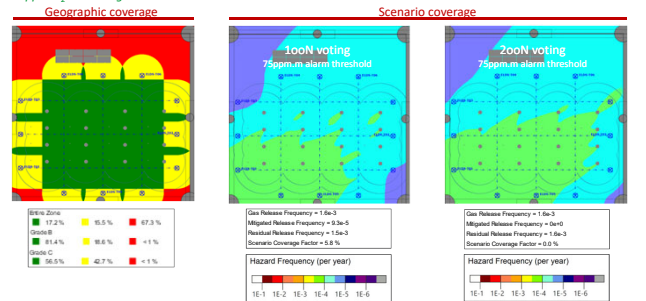 Geographic coverage
Scenario coverage
1ooN voting
75ppm.m alarm threshold
2ooN voting
75ppm.m alarm threshold
Entire Zone
17.2% 15.5 % 67.3 %
Grade B
81.4% 18.6 % < 1 %
Grade C
56.5% 42.7 % < 1 %
Gas Release Frequency = 1.6e-3
Mitigated Release Frequency = 9.3e-5
Residual Release Frequency = 1.5e-3
Scenario Coverage Factor = 5.8 %
Hazard Frequency (per year)
1E-1 1E-2 1E-3 1E-4 1E-5 1E-6
Gas Release Frequency = 1.6e-3
Mitigated Release Frequency = 0e+0
Residual Release Frequency = 1.6e-3
Scenario Coverage Factor = 0.0 %
Hazard Frequency (per year)
1E-1 1E-2 1E-3 1E-4 1E-5 1E-6